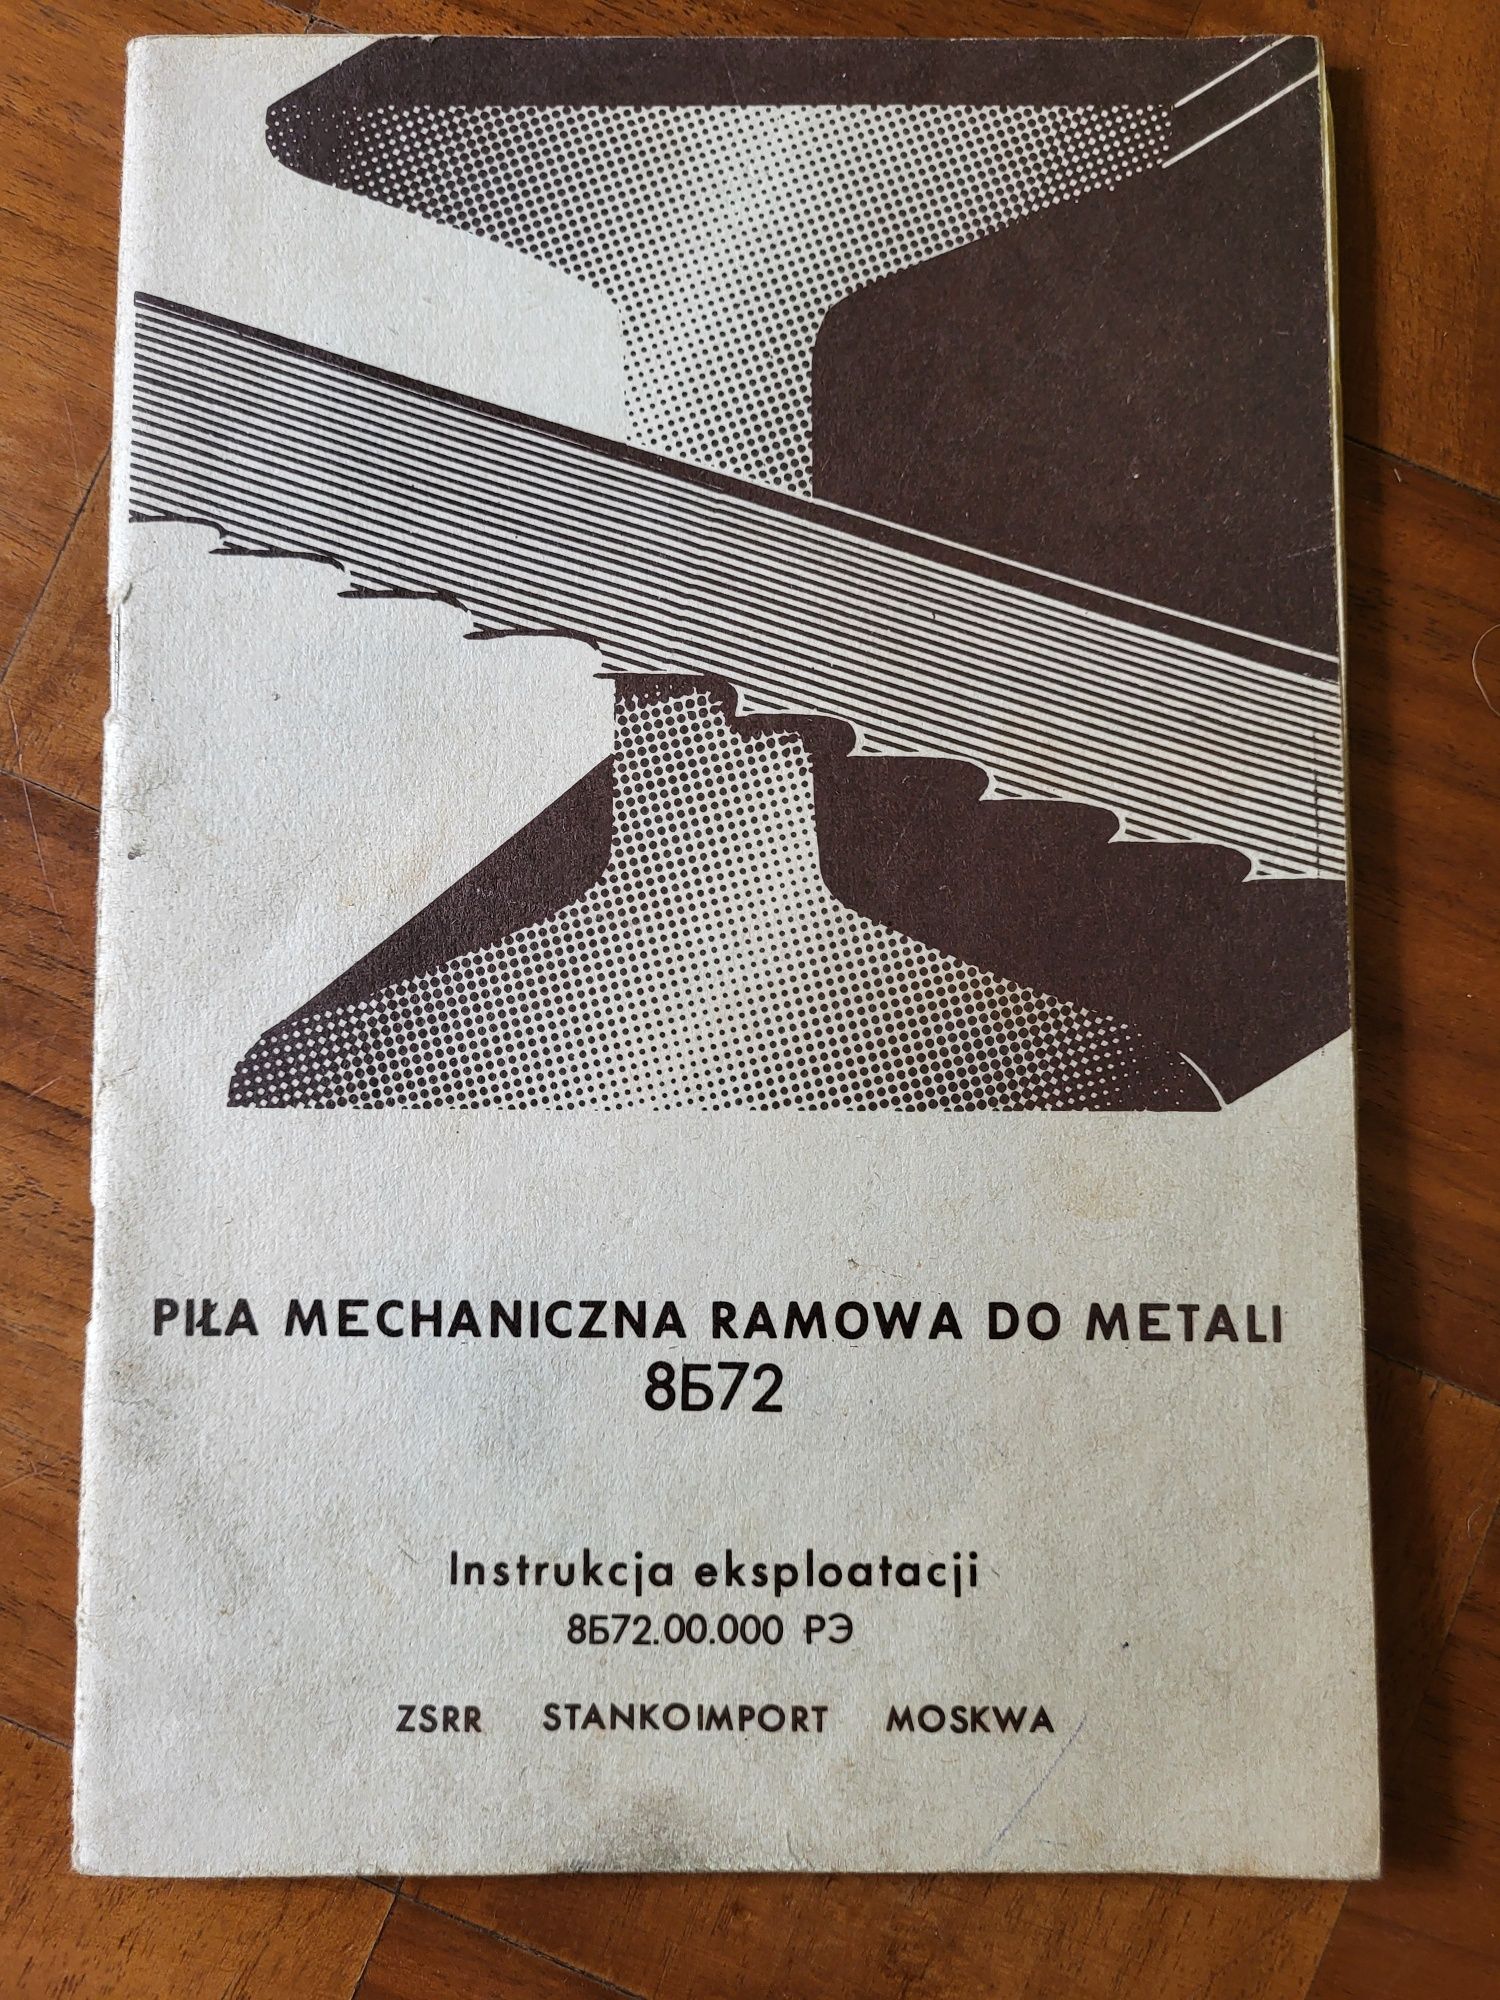 PIŁA MECHANICZNA RAMOWA DO METALI
8Б72
Instrukcja eksploatacji
8Б72.00.000 РЭ
ZSRR STANKOIMPORT MOSKWA